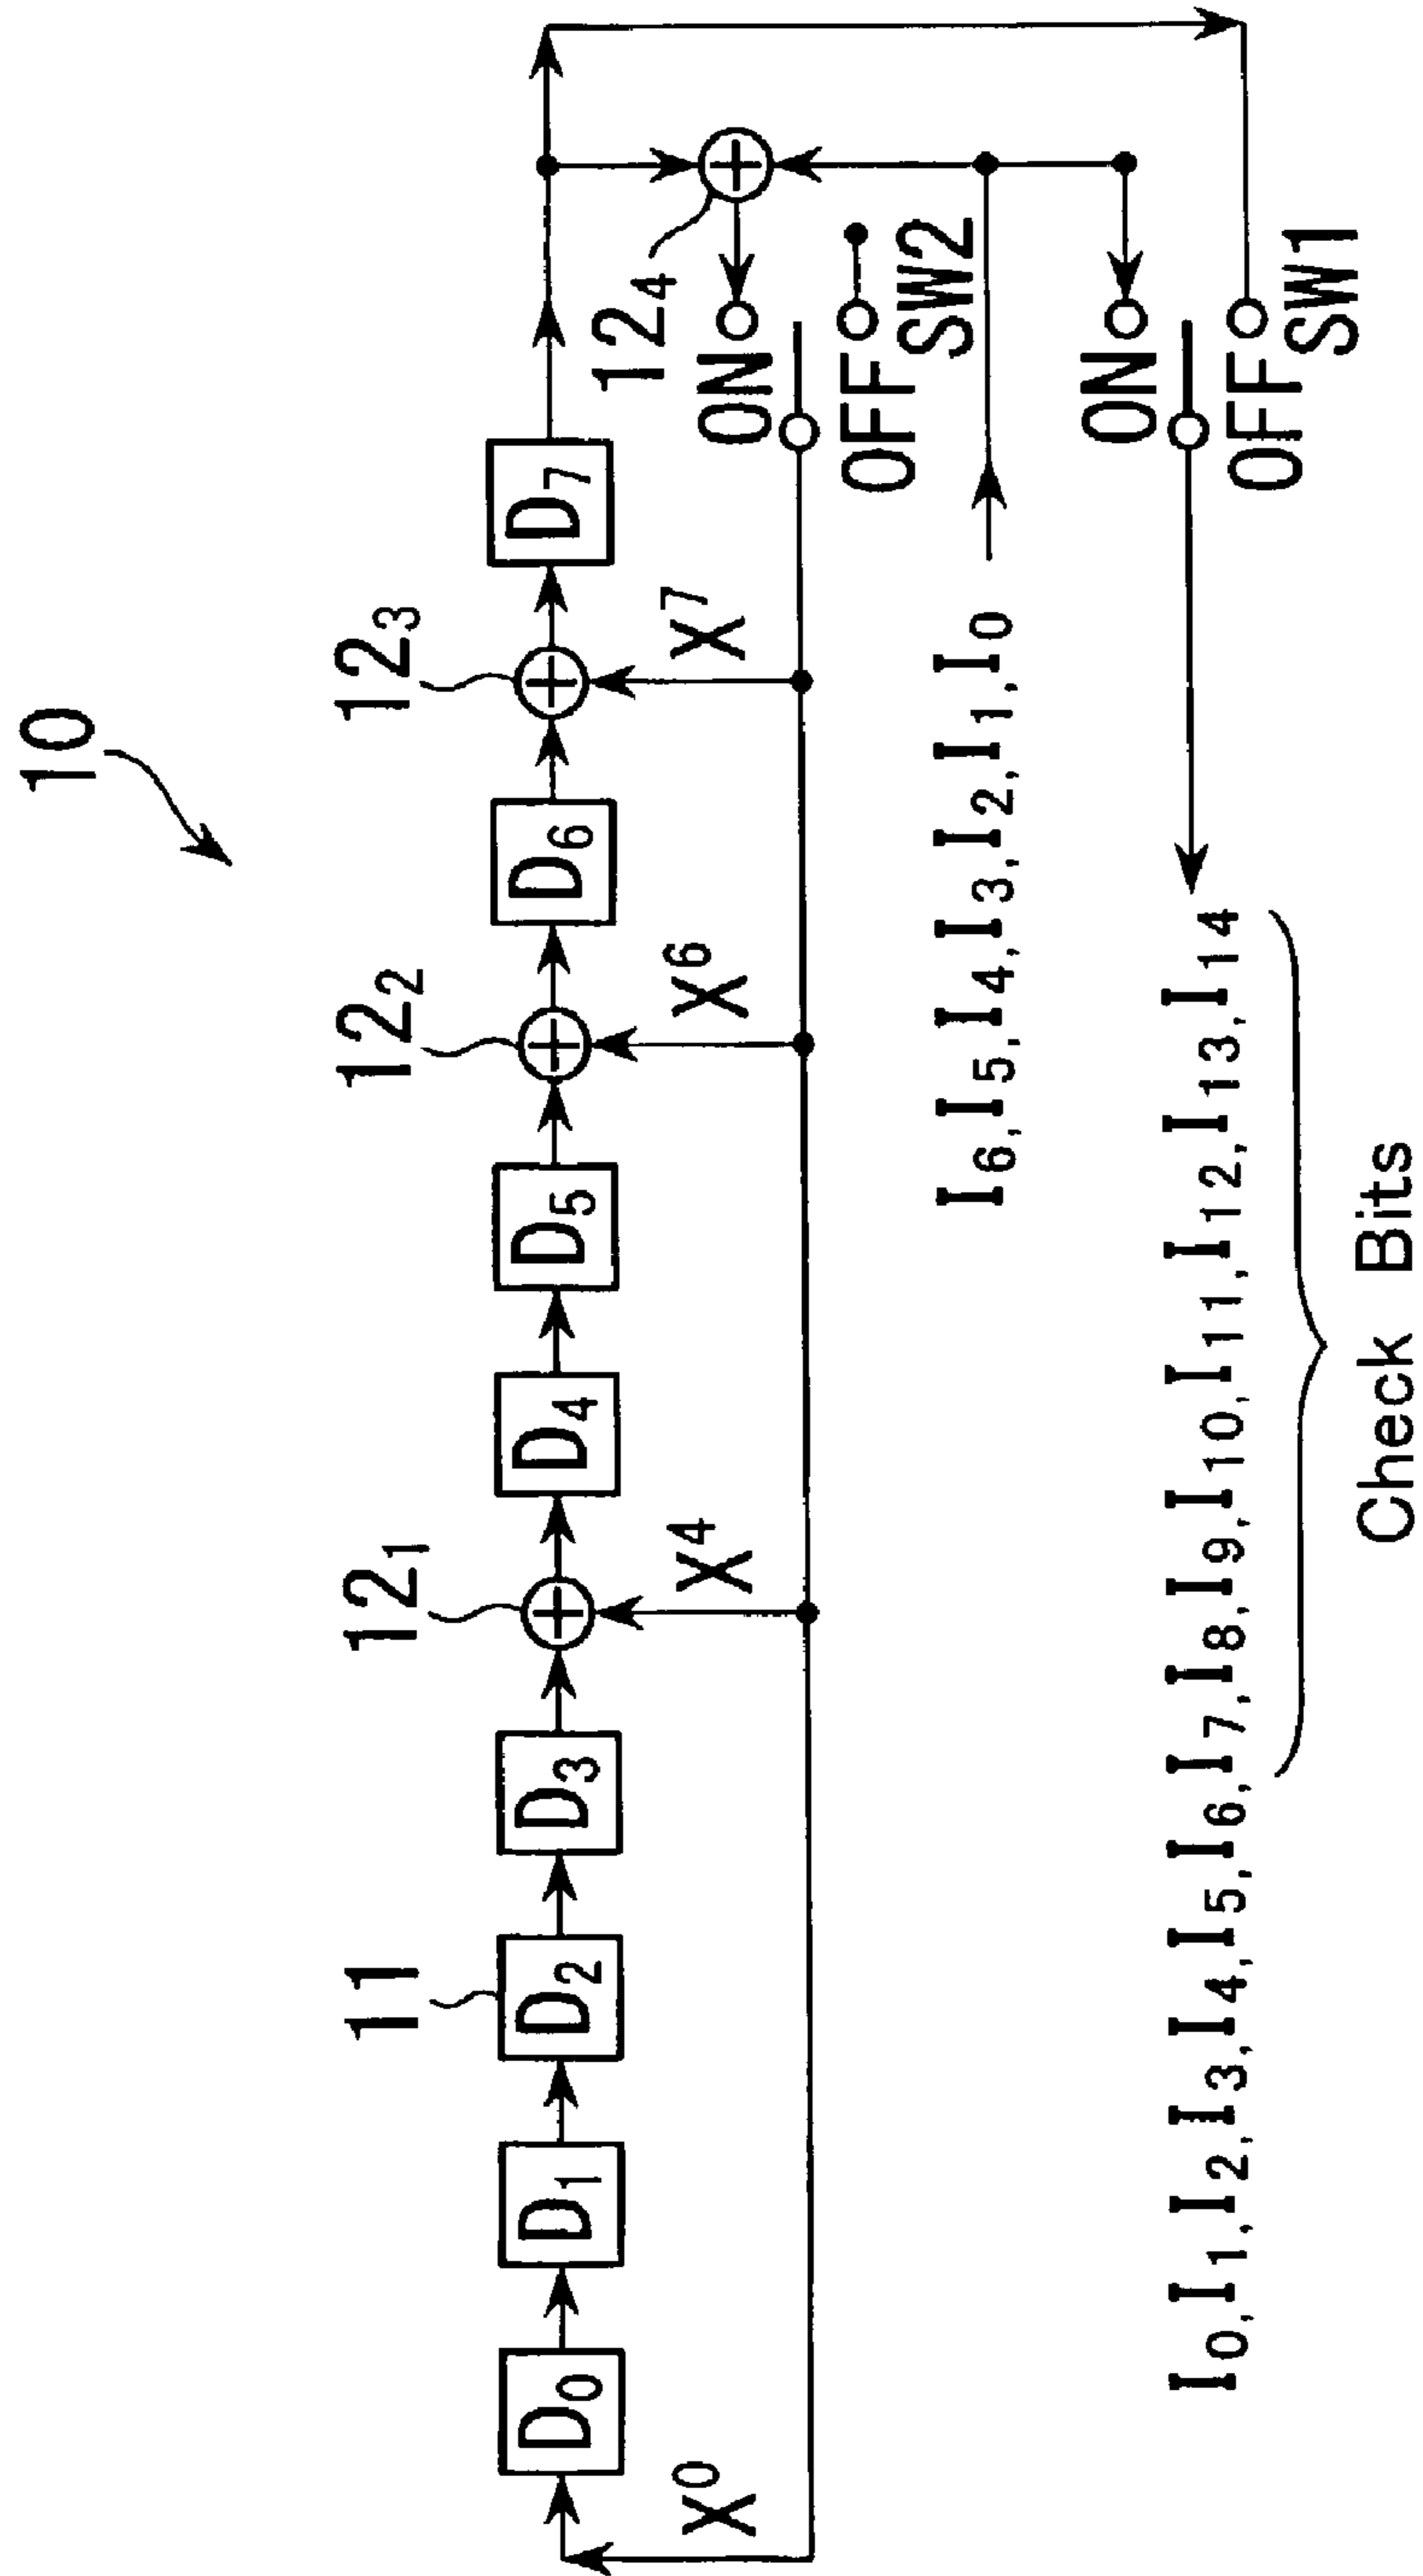 10
11
12₁
12₂
12₃
D₀
D₁
D₂
D₃
D₄
D₅
D₆
D₇
X⁰
X⁴
X⁶
X⁷
12₄
ON
OFF
SW2
I₆,I₅,I₄,I₃,I₂,I₁,I₀
ON
OFF
SW1
I₀,I₁,I₂,I₃,I₄,I₅,I₆,I₇,I₈,I₉,I₁₀,I₁₁,I₁₂,I₁₃,I₁₄
Check Bits